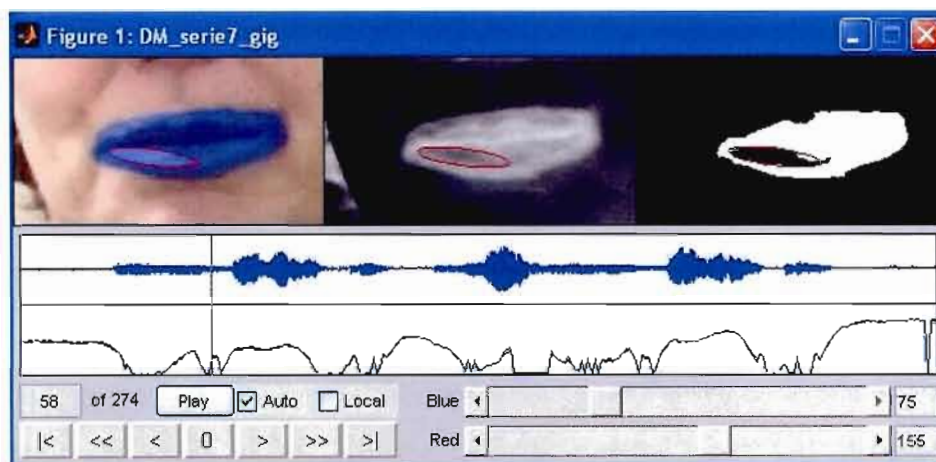 Figure 1: DM_serie7_gig
58 of 274 Play Auto Local Blue 75
|< << < 0 > >> >| Red 155